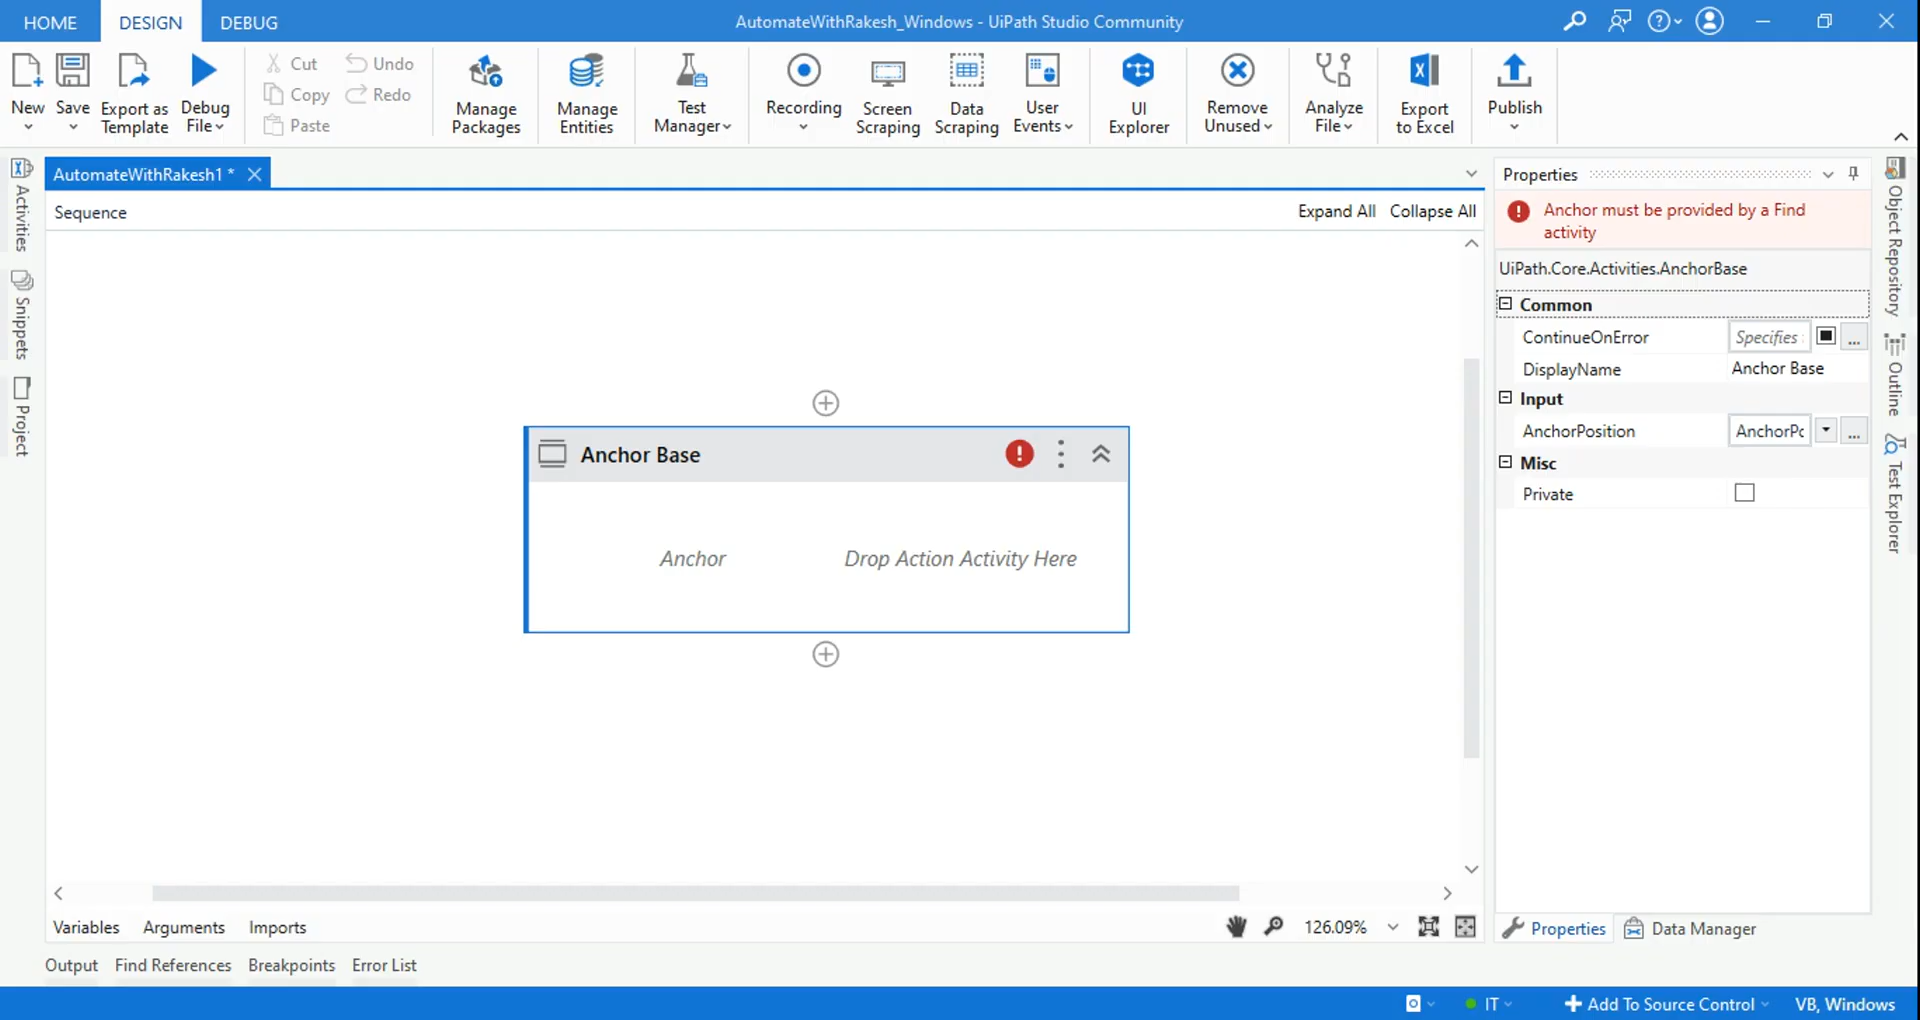 HOME DESIGN DEBUG AutomateWithRakesh_Windows - UiPath Studio Community
New Save Export as Template Debug File
Cut Undo
Copy Redo
Paste
Manage Packages
Manage Entities
Test Manager
Recording
Screen Scraping
Data Scraping
User Events
UI Explorer
Remove Unused
Analyze File
Export to Excel
Publish
Activities
Snippets
Project
AutomateWithRakesh1 *
Sequence Expand All Collapse All
Anchor Base
Anchor Drop Action Activity Here
Variables Arguments Imports 126.09%
Output Find References Breakpoints Error List
Properties
Anchor must be provided by a Find
activity
UiPath.Core.Activities.AnchorBase
Common
ContinueOnError Specifies ...
DisplayName Anchor Base
Input
AnchorPosition AnchorPc ...
Misc
Private
Properties Data Manager
Object Repository
Outline
Test Explorer
IT Add To Source Control VB, Windows